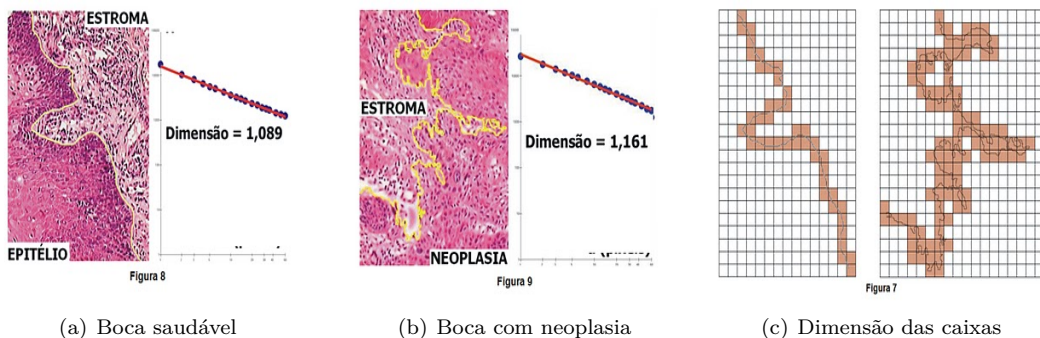 ESTROMA
Dimensão = 1,089
EPITÉLIO
Figura 8
ESTROMA
Dimensão = 1,161
NEOPLASIA
Figura 9
Figura 7
(a) Boca saudável
(b) Boca com neoplasia
(c) Dimensão das caixas